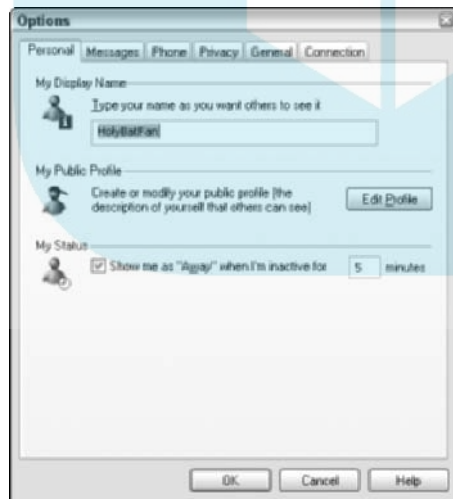 Options
Personal Messages Phone Privacy General Connection
My Display Name
Type your name as you want others to see it
HolyBatFan
My Public Profile
Create or modify your public profile (the
description of yourself that others can see)
Edit Profile
My Status
Show me as "Away" when I'm inactive for 5 minutes
OK Cancel Help